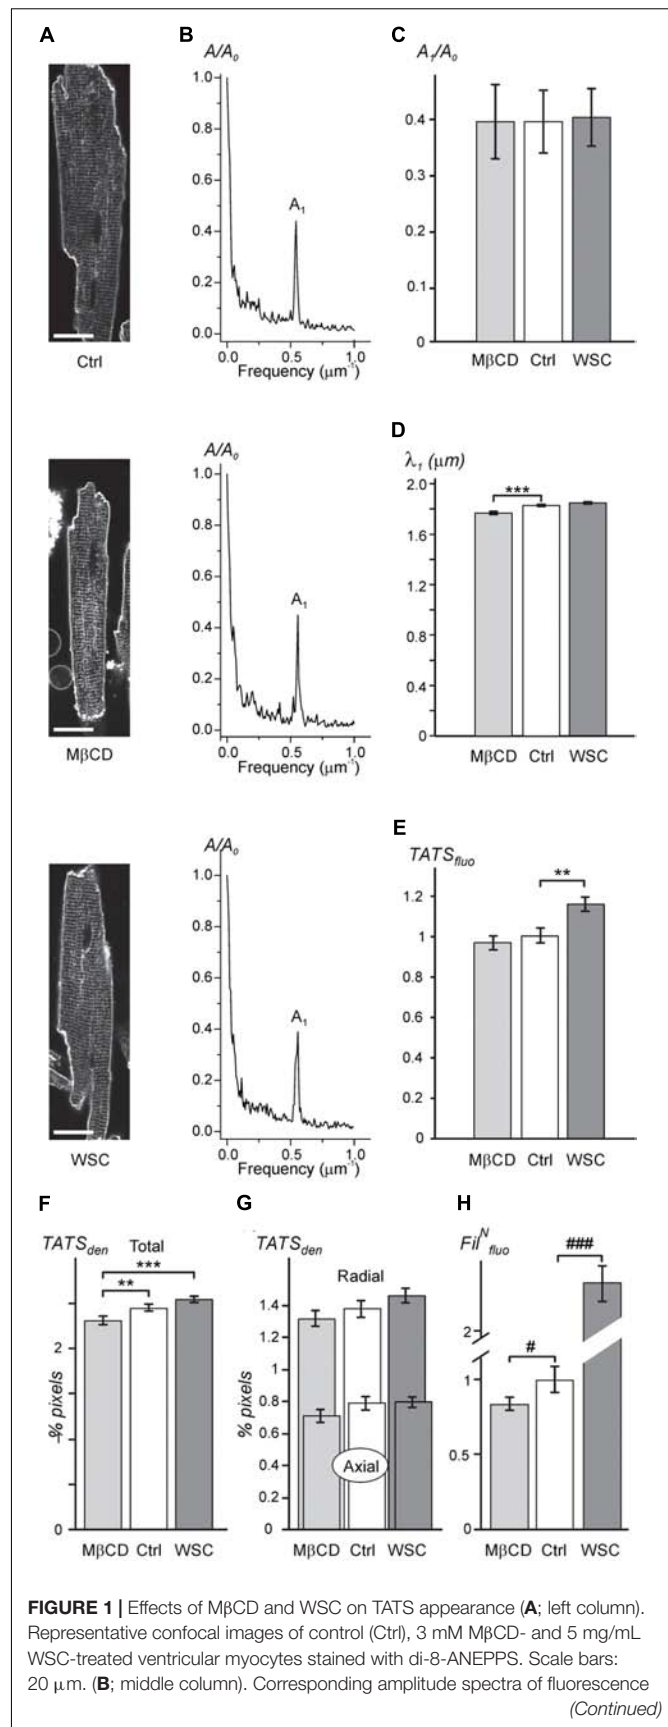 A
B
C
A/A0
A1/A0
1.0
0.8
0.6
0.4
0.2
0.0
A1
0.0 0.5 1.0
Frequency (μm-1)
Ctrl
0.4
0.3
0.2
0.1
0
MβCD Ctrl WSC
A/A0
1.0
0.8
0.6
0.4
0.2
0.0
A1
0.0 0.5 1.0
Frequency (μm-1)
MβCD
D
λ1 (μm)
2.0
1.6
1.2
0.8
0.4
0
***
MβCD Ctrl WSC
A/A0
1.0
0.8
0.6
0.4
0.2
0.0
A1
0.0 0.5 1.0
Frequency (μm-1)
WSC
E
TATSfluo
1.2
1
0.8
0.6
0.4
0.2
0
**
MβCD Ctrl WSC
F
TATSden Total
***
**
2
0
% pixels
MβCD Ctrl WSC
G
TATSden
Radial
1.4
1.2
1
0.8
0.6
0.4
0.2
0
% pixels
Axial
MβCD Ctrl WSC
H
FilNfluo
###
#
2
1
0.5
0
MβCD Ctrl WSC
FIGURE 1 | Effects of MβCD and WSC on TATS appearance (A; left column).
Representative confocal images of control (Ctrl), 3 mM MβCD- and 5 mg/mL
WSC-treated ventricular myocytes stained with di-8-ANEPPS. Scale bars:
20 μm. (B; middle column). Corresponding amplitude spectra of fluorescence
(Continued)